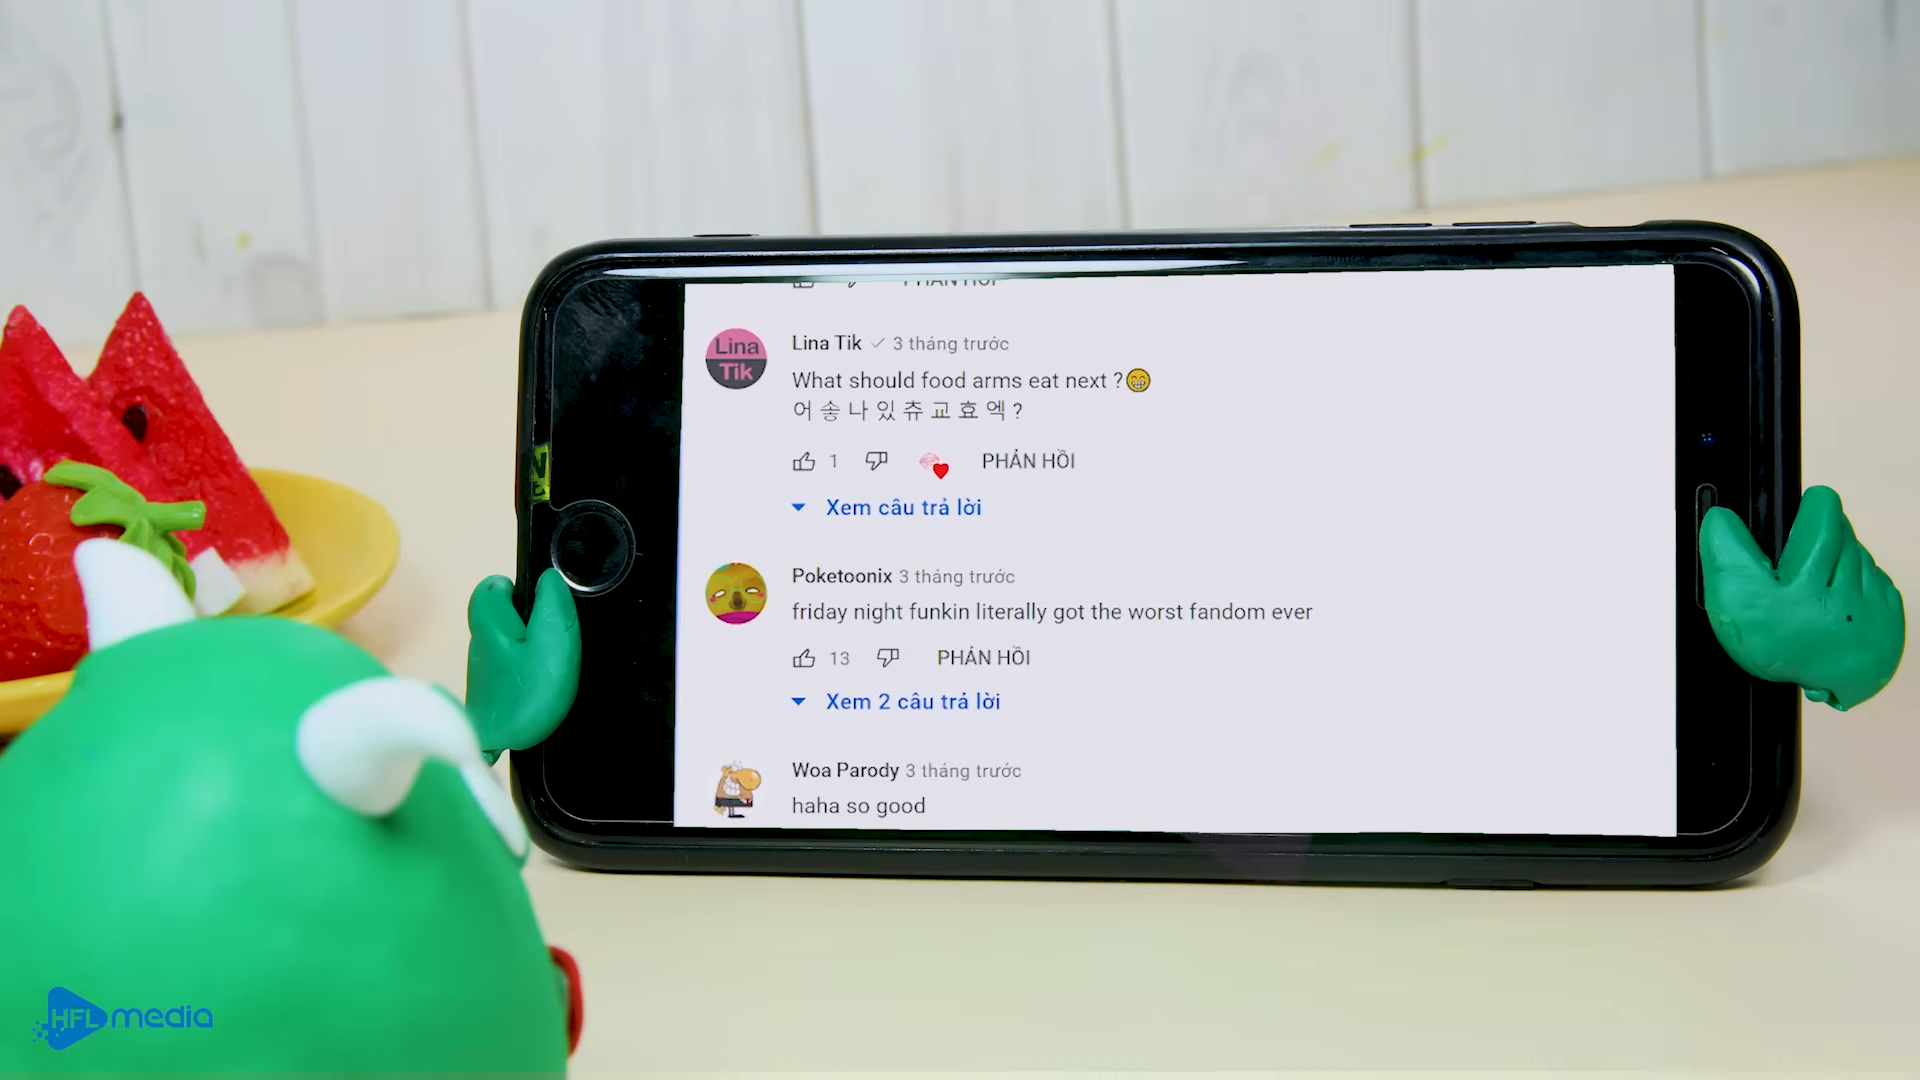 PHẢN HỒI
Lina Tik 3 tháng trước
Lina
Tik
What should food arms eat next ?😁
어 송 나 있 츄 교 효 엑 ?
1 PHẢN HỒI
Xem câu trả lời
Poketoonix 3 tháng trước
friday night funkin literally got the worst fandom ever
13 PHẢN HỒI
Xem 2 câu trả lời
Woa Parody 3 tháng trước
haha so good
HFL media